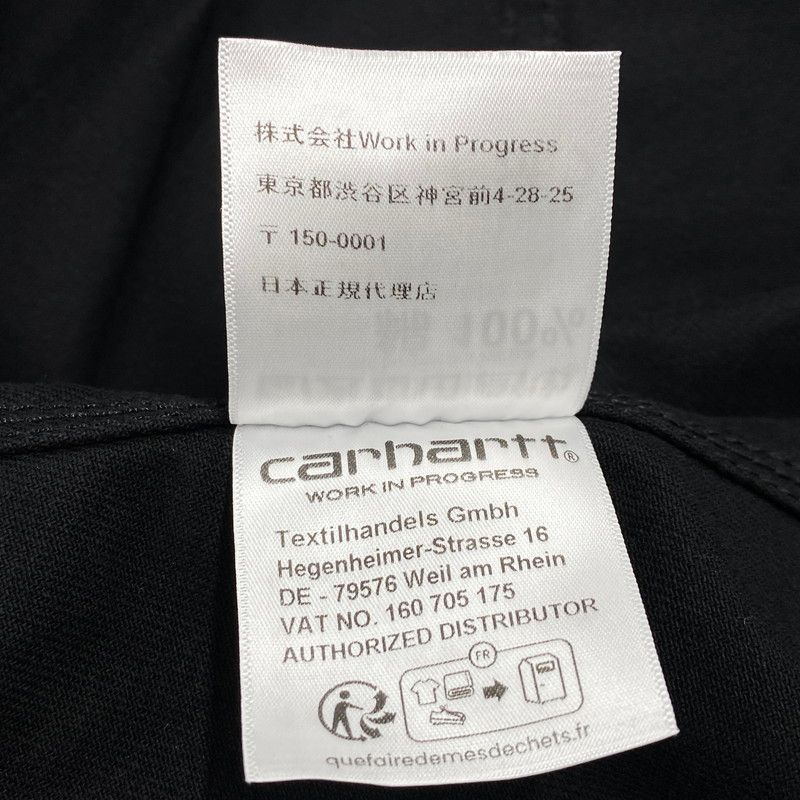 株式会社Work in Progress
東京都渋谷区神宮前4-28-25
〒 150-0001
日本正規代理店
綿 100%
carhartt®
WORK IN PROGRESS
Textilhandels Gmbh
Hegenheimer-Strasse 16
DE - 79576 Weil am Rhein
VAT NO. 160 705 175
AUTHORIZED DISTRIBUTOR
FR
quefairedemesdechets.fr